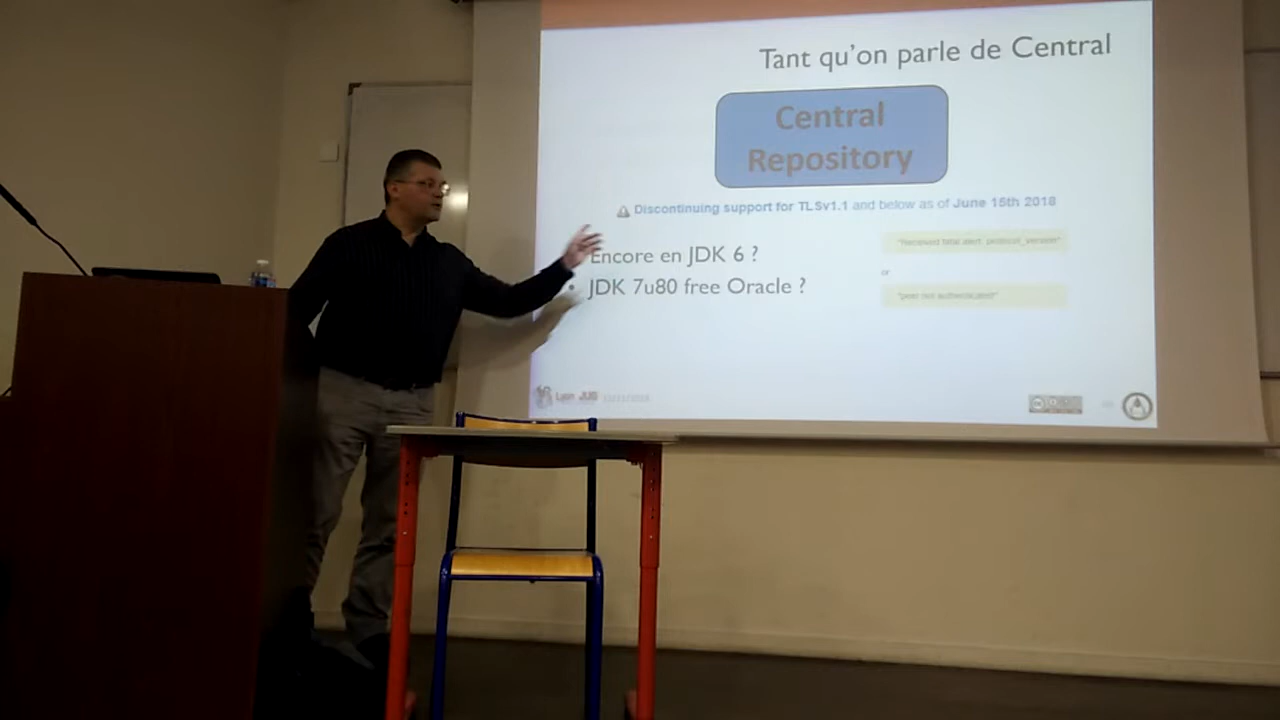 Tant qu'on parle de Central
Central
Repository
Discontinuing support for TLSv1.1 and below as of June 15th 2018
Encore en JDK 6 ?
"Received fatal alert: protocol_version"
or
• JDK 7u80 free Oracle ?
"peer not authenticated"
Lyon JUG